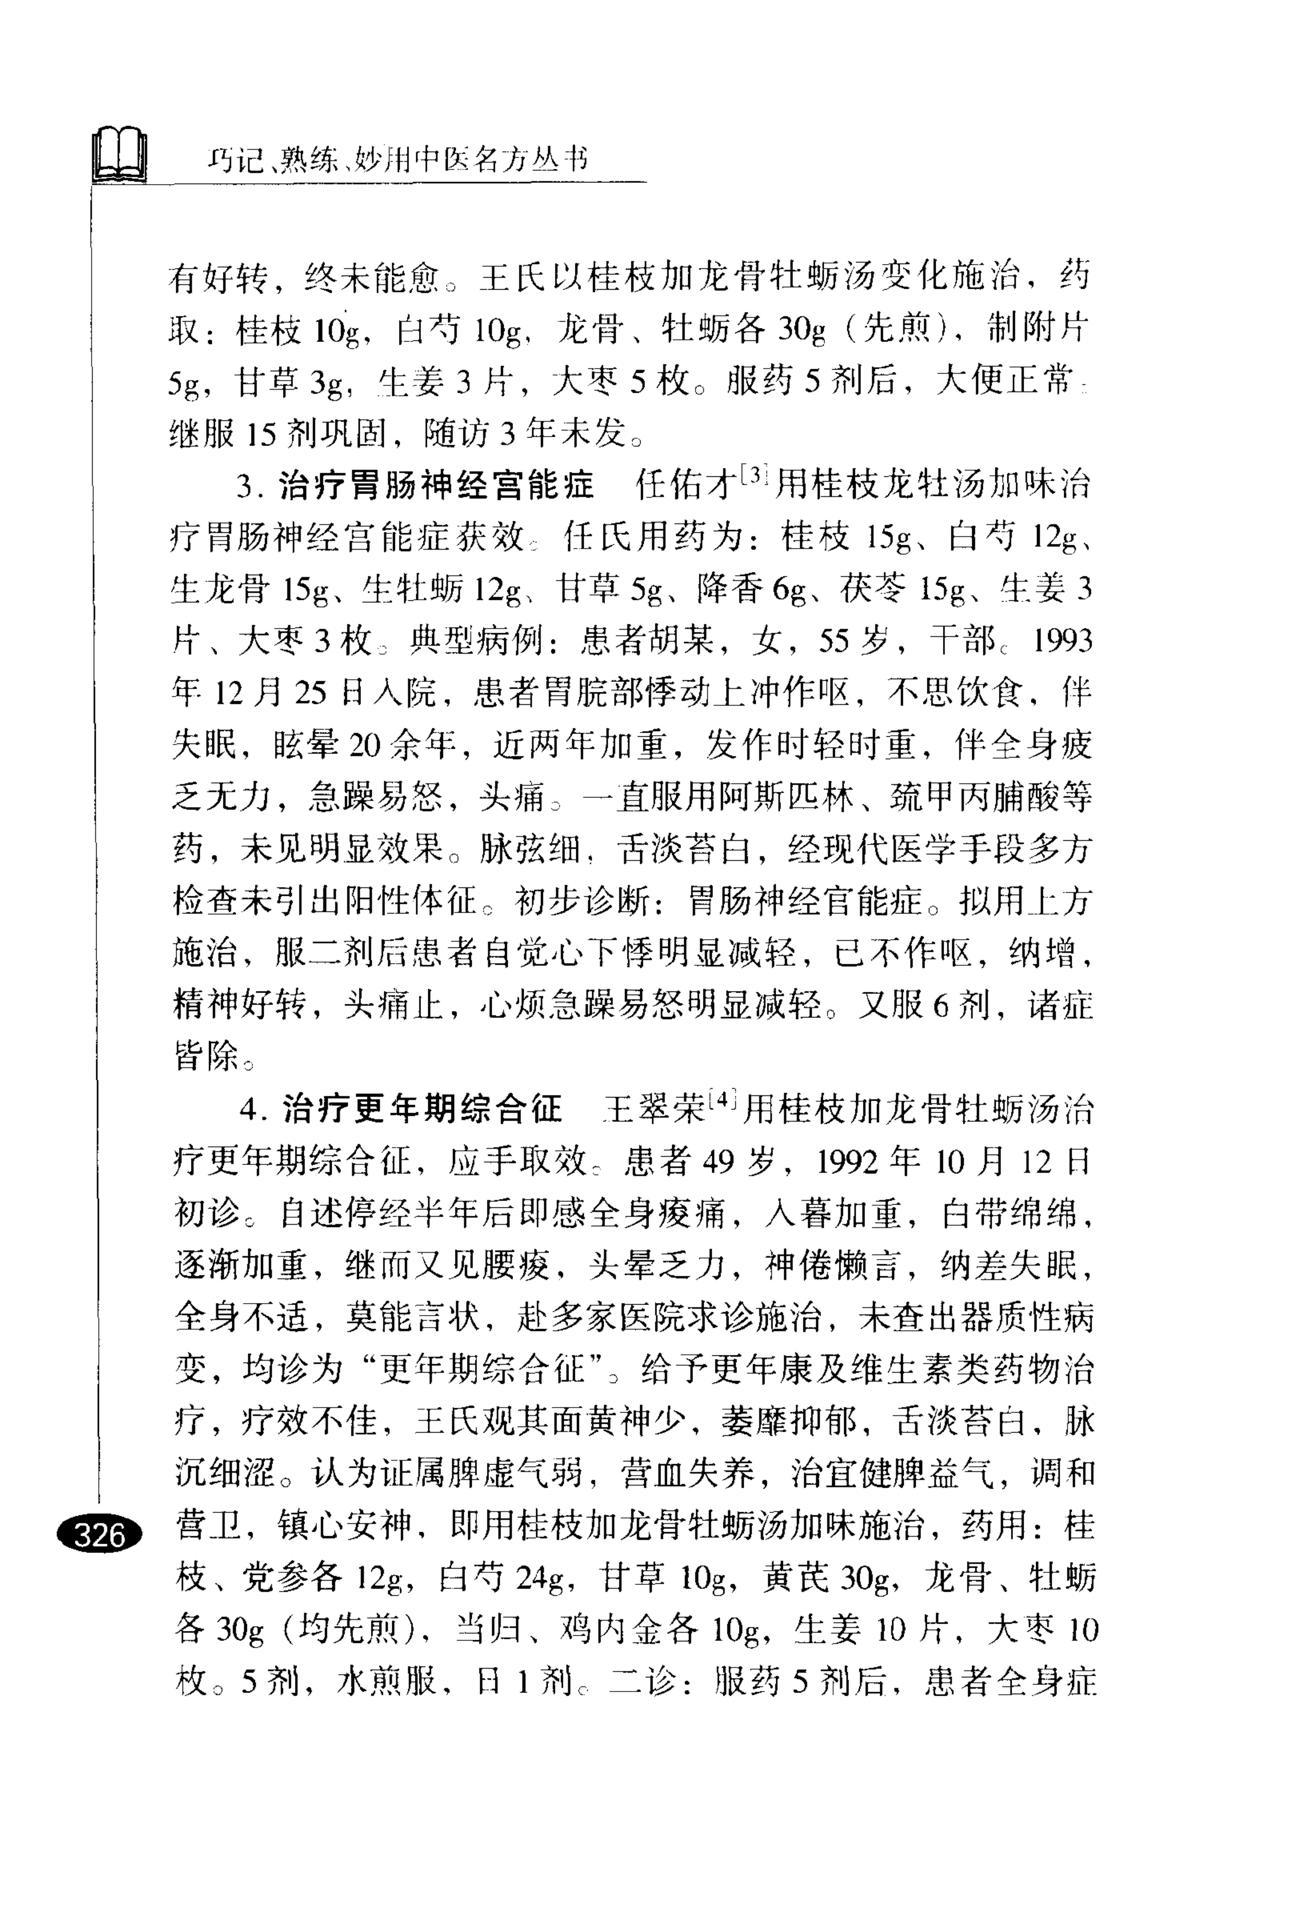 巧记、熟练、妙用中医名方丛书
有好转，终未能愈。王氏以桂枝加龙骨牡蛎汤变化施治，药
取：桂枝 10g，白芍 10g，龙骨、牡蛎各 30g（先煎），制附片
5g，甘草 3g，生姜 3 片，大枣 5 枚。服药 5 剂后，大便正常。
继服 15 剂巩固，随访 3 年未发。
3. 治疗胃肠神经宫能症 任佑才[3]用桂枝龙牡汤加味治
疗胃肠神经宫能症获效。任氏用药为：桂枝 15g、白芍 12g、
生龙骨 15g、生牡蛎 12g、甘草 5g、降香 6g、茯苓 15g、生姜 3
片、大枣 3 枚。典型病例：患者胡某，女，55 岁，干部。1993
年 12 月 25 日入院，患者胃脘部悸动上冲作呕，不思饮食，伴
失眠，眩晕 20 余年，近两年加重，发作时轻时重，伴全身疲
乏无力，急躁易怒，头痛。一直服用阿斯匹林、巯甲丙脯酸等
药，未见明显效果。脉弦细，舌淡苔白，经现代医学手段多方
检查未引出阳性体征。初步诊断：胃肠神经官能症。拟用上方
施治，服二剂后患者自觉心下悸明显减轻，已不作呕，纳增，
精神好转，头痛止，心烦急躁易怒明显减轻。又服 6 剂，诸症
皆除。
4. 治疗更年期综合征 王翠荣[4]用桂枝加龙骨牡蛎汤治
疗更年期综合征，应手取效。患者 49 岁，1992 年 10 月 12 日
初诊。自述停经半年后即感全身痠痛，入暮加重，白带绵绵，
逐渐加重，继而又见腰痠，头晕乏力，神倦懒言，纳差失眠，
全身不适，莫能言状，赴多家医院求诊施治，未查出器质性病
变，均诊为“更年期综合征”。给予更年康及维生素类药物治
疗，疗效不佳，王氏观其面黄神少，萎靡抑郁，舌淡苔白，脉
沉细涩。认为证属脾虚气弱，营血失养，治宜健脾益气，调和
营卫，镇心安神，即用桂枝加龙骨牡蛎汤加味施治，药用：桂
枝、党参各 12g，白芍 24g，甘草 10g，黄芪 30g，龙骨、牡蛎
各 30g（均先煎），当归、鸡内金各 10g，生姜 10 片，大枣 10
枚。5 剂，水煎服，日 1 剂。二诊：服药 5 剂后，患者全身症
326